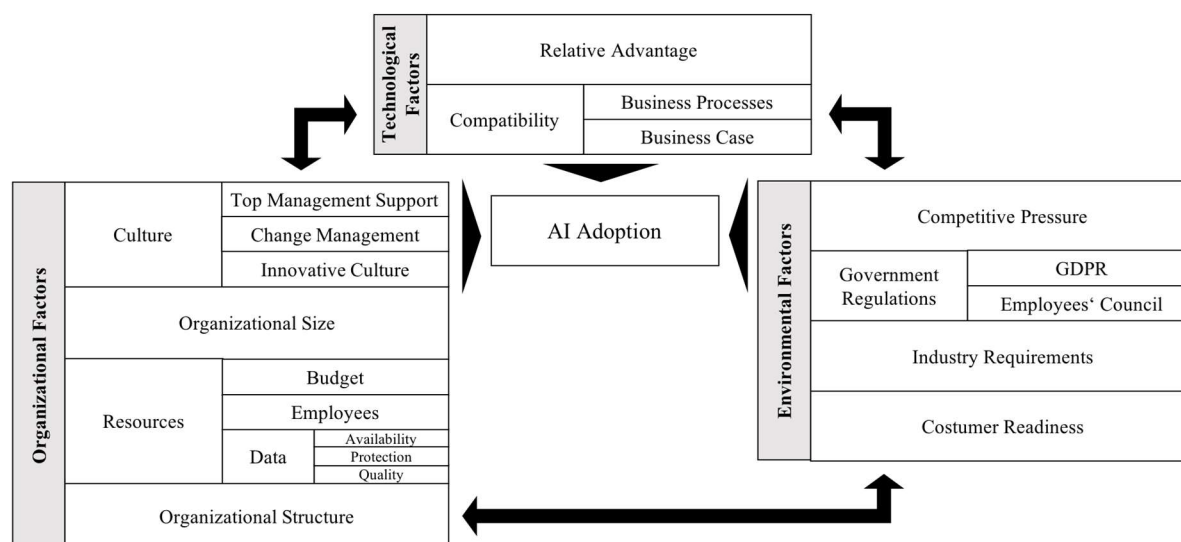 Technological
Factors
Relative Advantage
Compatibility
Business Processes
Business Case
Organizational Factors
Culture
Top Management Support
Change Management
Innovative Culture
Organizational Size
Resources
Budget
Employees
Data
Availability
Protection
Quality
Organizational Structure
AI Adoption
Environmental Factors
Competitive Pressure
Government
Regulations
GDPR
Employees‘ Council
Industry Requirements
Costumer Readiness